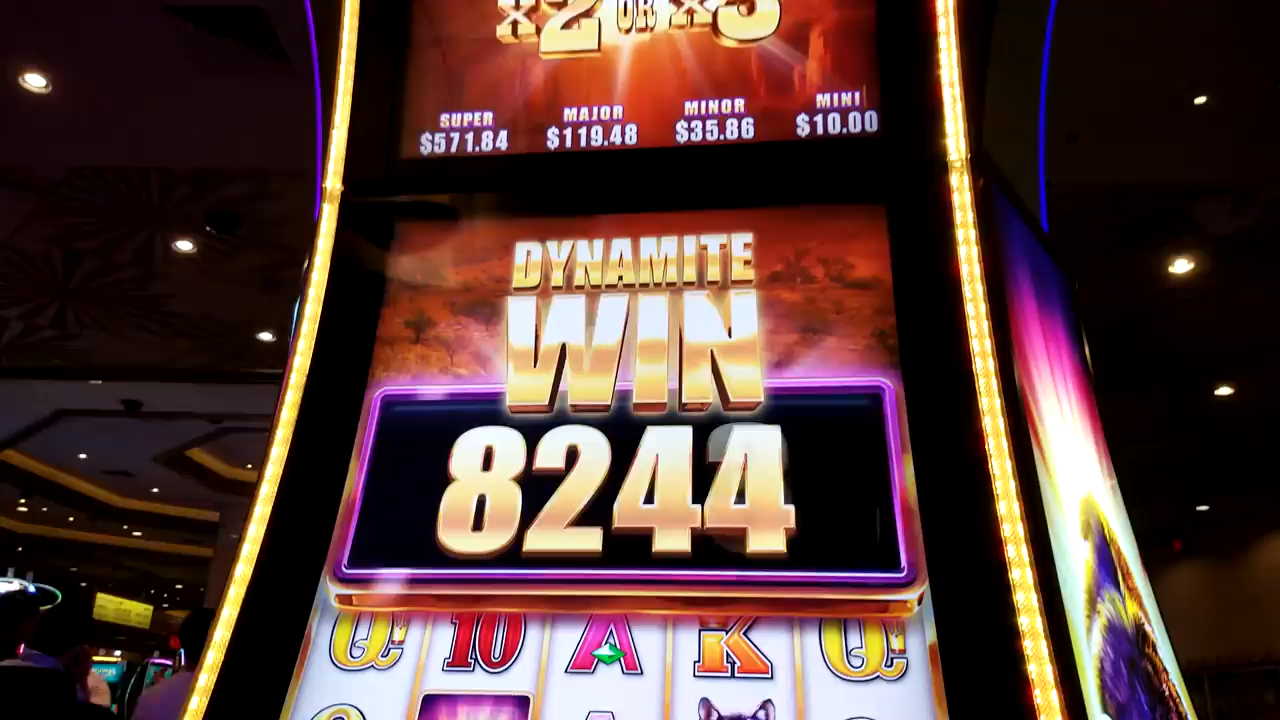 X2 OR X3
SUPER MAJOR MINOR MINI
$571.84 $119.48 $35.86 $10.00
DYNAMITE
WIN
8244
Q 10 A K Q